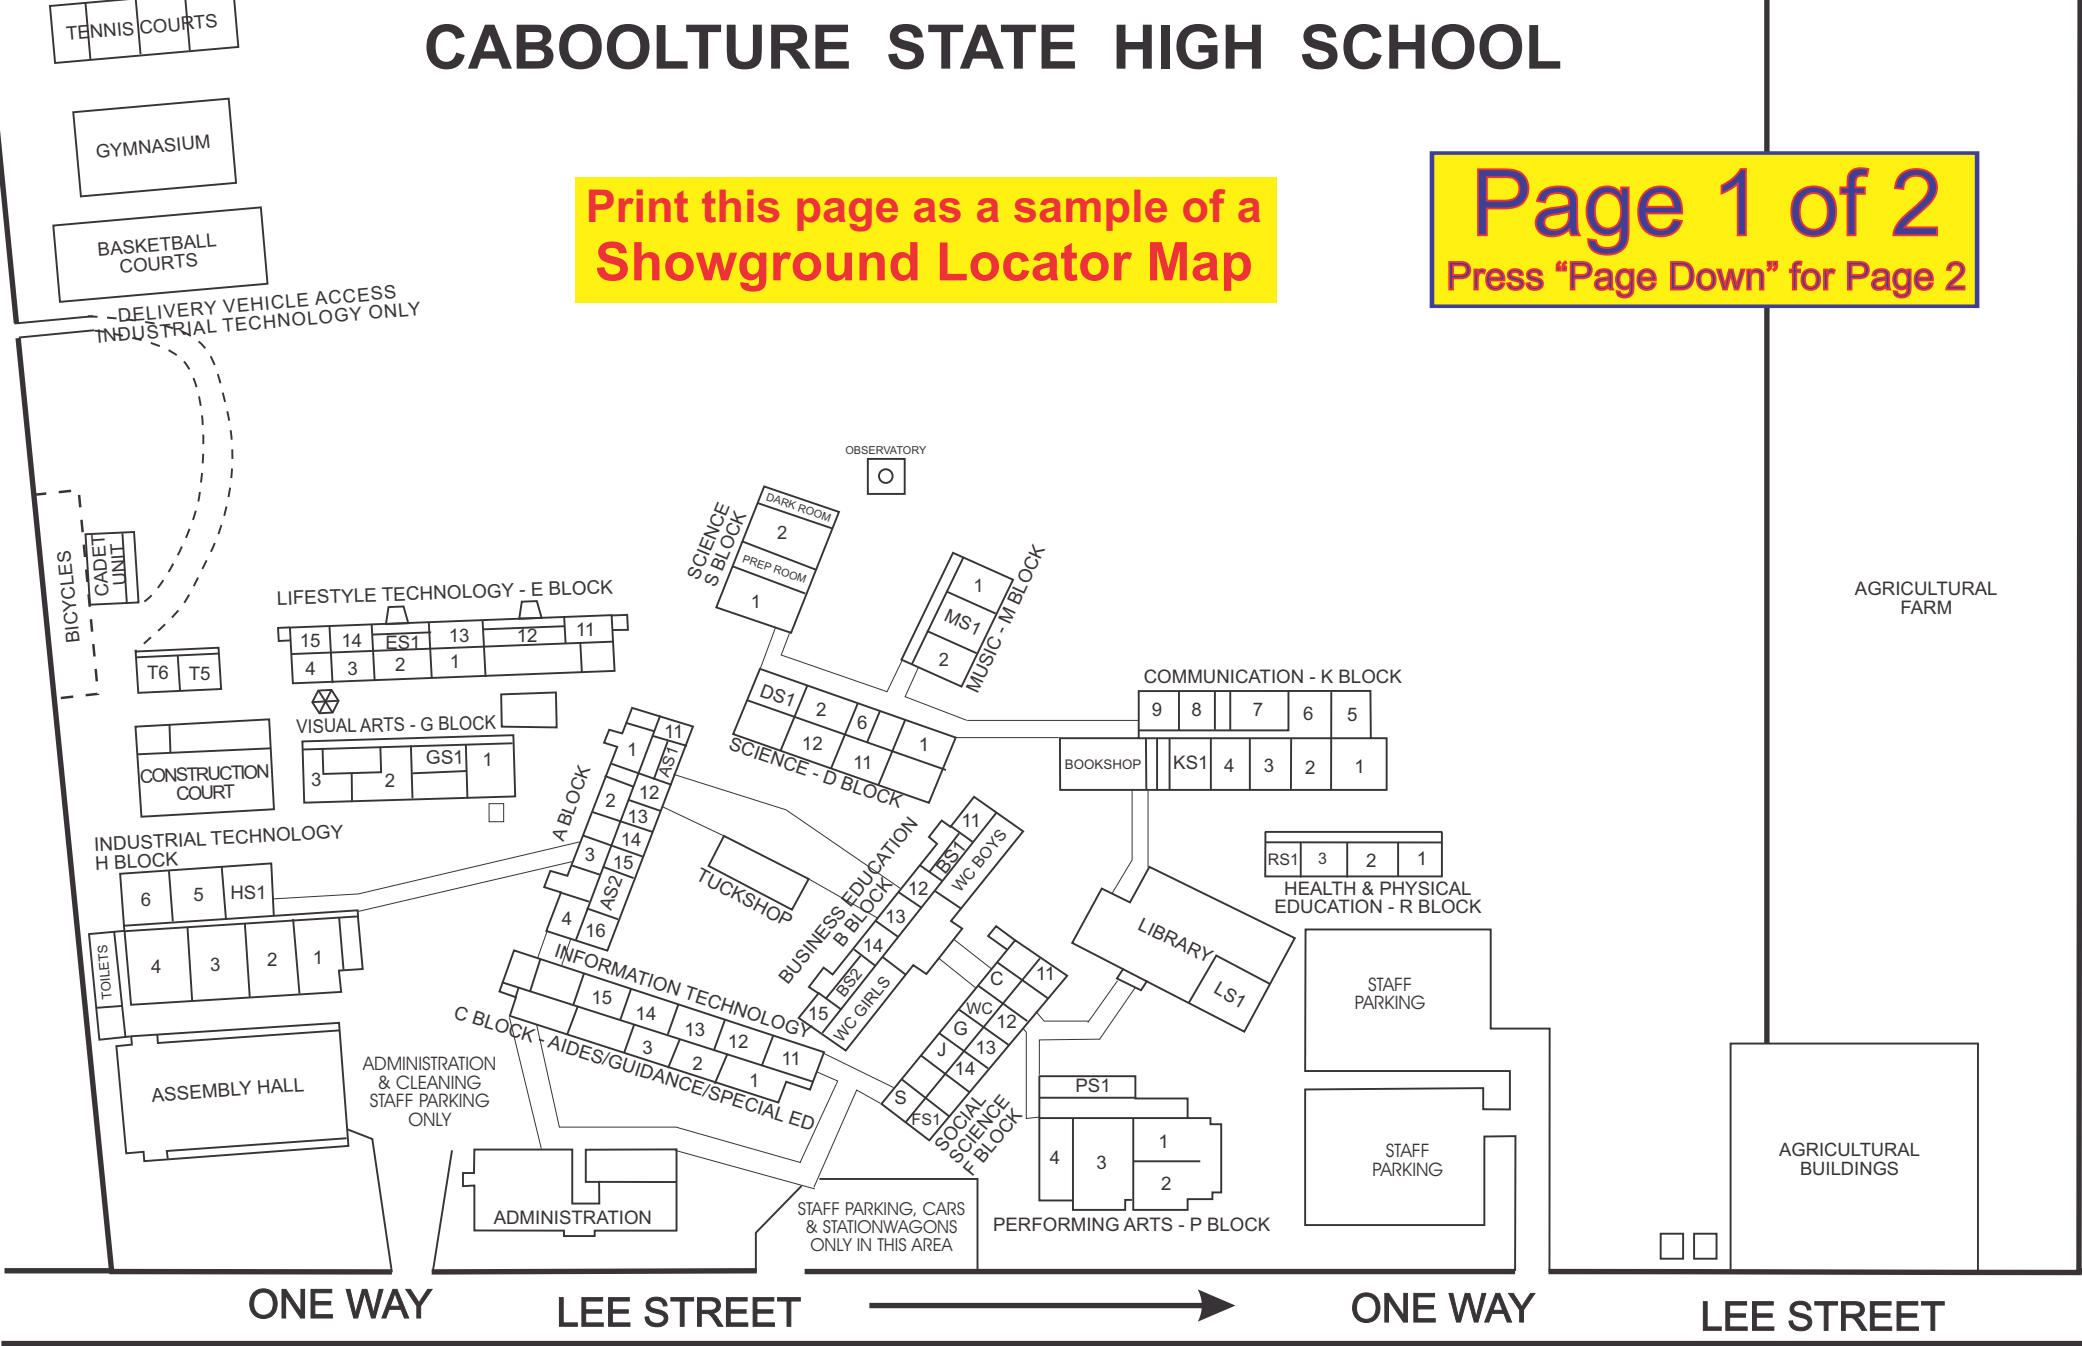 CABOOLTURE STATE HIGH SCHOOL
TENNIS COURTS
GYMNASIUM
BASKETBALL
COURTS
DELIVERY VEHICLE ACCESS
INDUSTRIAL TECHNOLOGY ONLY
Print this page as a sample of a
Showground Locator Map
Page 1 of 2
Press “Page Down” for Page 2
OBSERVATORY
SCIENCE
S BLOCK
DARK ROOM
2
PREP ROOM
1
MUSIC - M BLOCK
1
MS1
2
AGRICULTURAL
FARM
BICYCLES
CADET
UNIT
T6 T5
LIFESTYLE TECHNOLOGY - E BLOCK
15 14 ES1 13 12 11
4 3 2 1
VISUAL ARTS - G BLOCK
3 2 GS1 1
CONSTRUCTION
COURT
COMMUNICATION - K BLOCK
9 8 7 6 5
BOOKSHOP KS1 4 3 2 1
DS1 2 6 1
12 11
SCIENCE - D BLOCK
A BLOCK
1 11
AS1
2 12
13
14
3 15
AS2
4 16
TUCKSHOP
BUSINESS EDUCATION
B BLOCK
11
BS1
WC BOYS
12
13
14
BS2
15
WC GIRLS
RS1 3 2 1
HEALTH & PHYSICAL
EDUCATION - R BLOCK
INDUSTRIAL TECHNOLOGY
H BLOCK
6 5 HS1
4 3 2 1
TOILETS
LIBRARY
LS1
STAFF
PARKING
INFORMATION TECHNOLOGY
15 14 13 12 11
3 2 1
C BLOCK - AIDES/GUIDANCE/SPECIAL ED
C 11
WC 12
G 13
J 14
S FS1
SOCIAL
SCIENCE
F BLOCK
ASSEMBLY HALL
ADMINISTRATION
& CLEANING
STAFF PARKING
ONLY
PS1
4 3 1
2
PERFORMING ARTS - P BLOCK
STAFF
PARKING
AGRICULTURAL
BUILDINGS
ADMINISTRATION
STAFF PARKING, CARS
& STATIONWAGONS
ONLY IN THIS AREA
ONE WAY LEE STREET ONE WAY LEE STREET